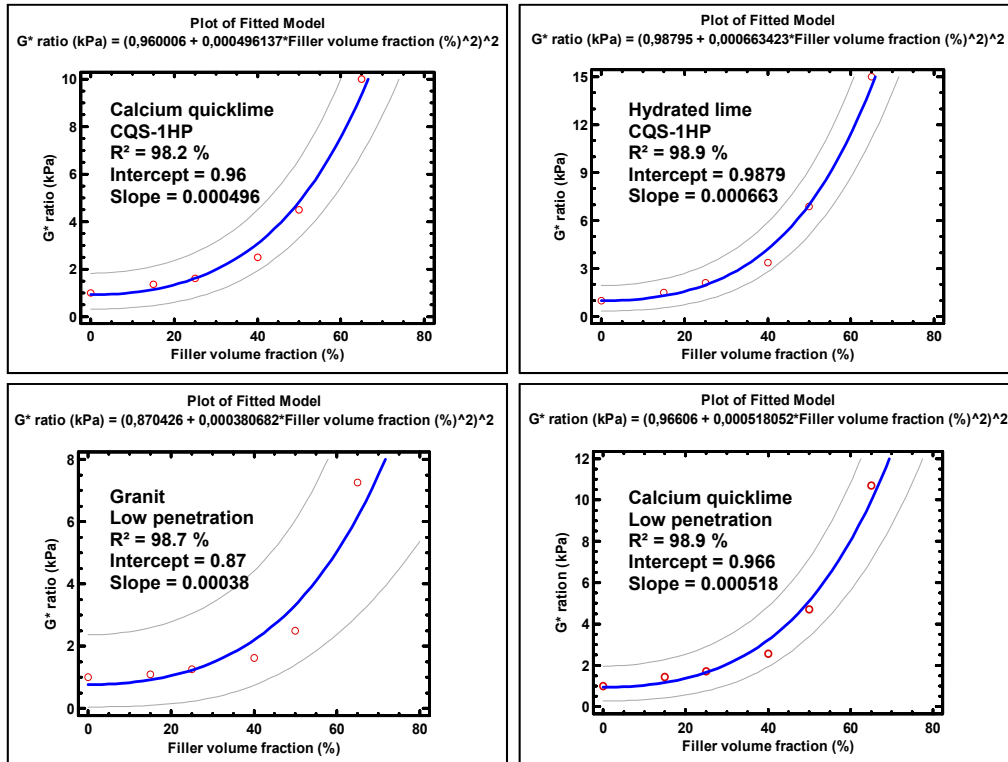 Plot of Fitted Model
G* ratio (kPa) = (0,960006 + 0,000496137*Filler volume fraction (%)^2)^2
10
8
6
4
2
0
G* ratio (kPa)
Calcium quicklime
CQS-1HP
R² = 98.2 %
Intercept = 0.96
Slope = 0.000496
0 20 40 60 80
Filler volume fraction (%)
Plot of Fitted Model
G* ratio (kPa) = (0,98795 + 0,000663423*Filler volume fraction (%)^2)^2
15
12
9
6
3
0
G* ratio (kPa)
Hydrated lime
CQS-1HP
R² = 98.9 %
Intercept = 0.9879
Slope = 0.000663
0 20 40 60 80
Filler volume fraction (%)
Plot of Fitted Model
G* ratio (kPa) = (0,870426 + 0,000380682*Filler volume fraction (%)^2)^2
8
6
4
2
0
G* ratio (kPa)
Granit
Low penetration
R² = 98.7 %
Intercept = 0.87
Slope = 0.00038
0 20 40 60 80
Filler volume fraction (%)
Plot of Fitted Model
G* ration (kPa) = (0,96606 + 0,000518052*Filler volume fraction (%)^2)^2
12
10
8
6
4
2
0
G* ration (kPa)
Calcium quicklime
Low penetration
R² = 98.9 %
Intercept = 0.966
Slope = 0.000518
0 20 40 60 80
Filler volume fraction (%)